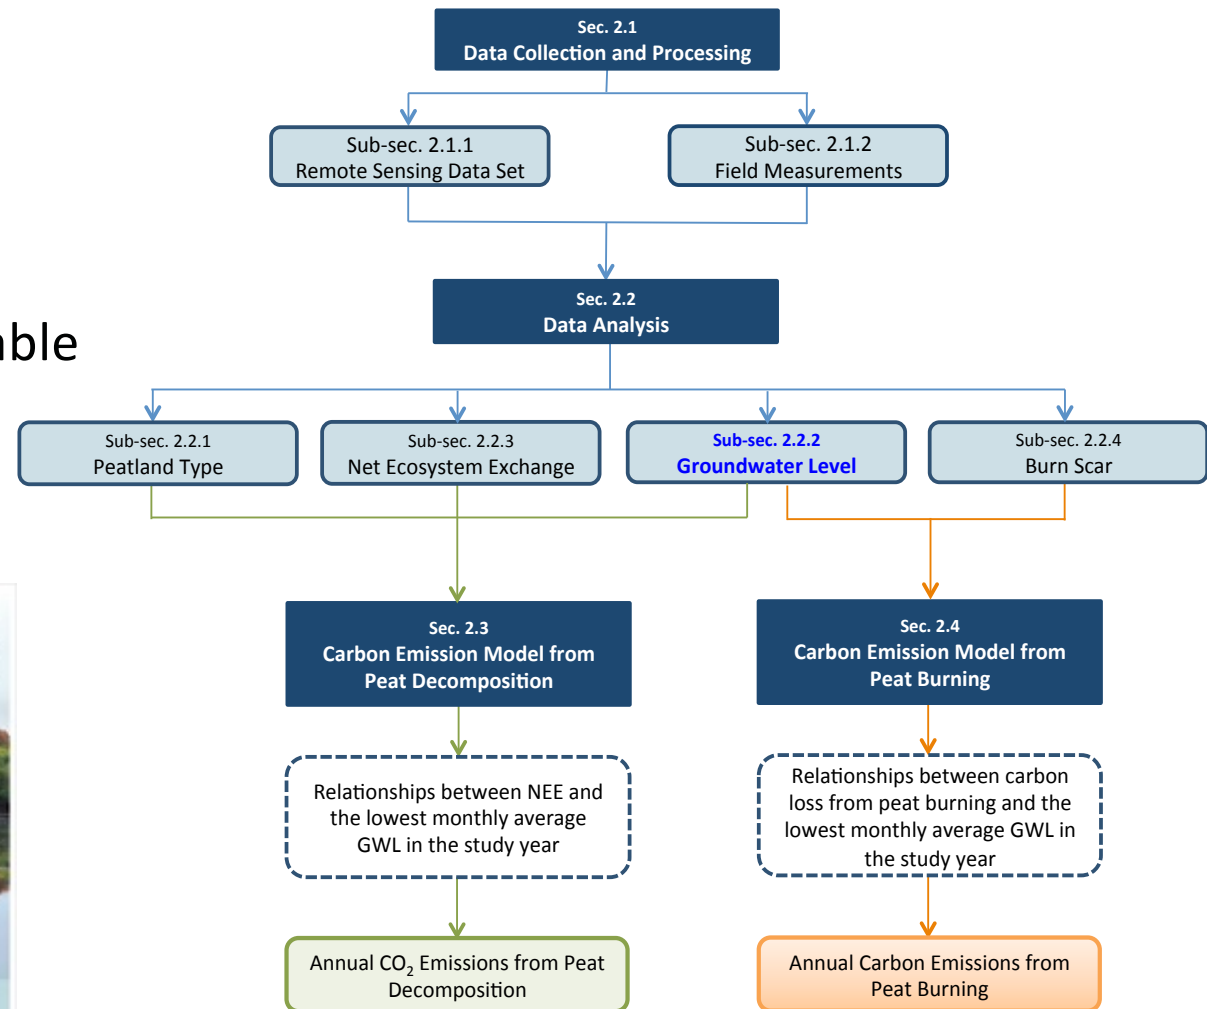 Sec. 2.1
Data Collection and Processing
Sub-sec. 2.1.1
Remote Sensing Data Set
Sub-sec. 2.1.2
Field Measurements
Sec. 2.2
Data Analysis
Sub-sec. 2.2.1
Peatland Type
Sub-sec. 2.2.3
Net Ecosystem Exchange
Sub-sec. 2.2.2
Groundwater Level
Sub-sec. 2.2.4
Burn Scar
Sec. 2.3
Carbon Emission Model from
Peat Decomposition
Sec. 2.4
Carbon Emission Model from
Peat Burning
Relationships between NEE and
the lowest monthly average
GWL in the study year
Relationships between carbon
loss from peat burning and the
lowest monthly average GWL in
the study year
Annual CO₂ Emissions from Peat
Decomposition
Annual Carbon Emissions from
Peat Burning